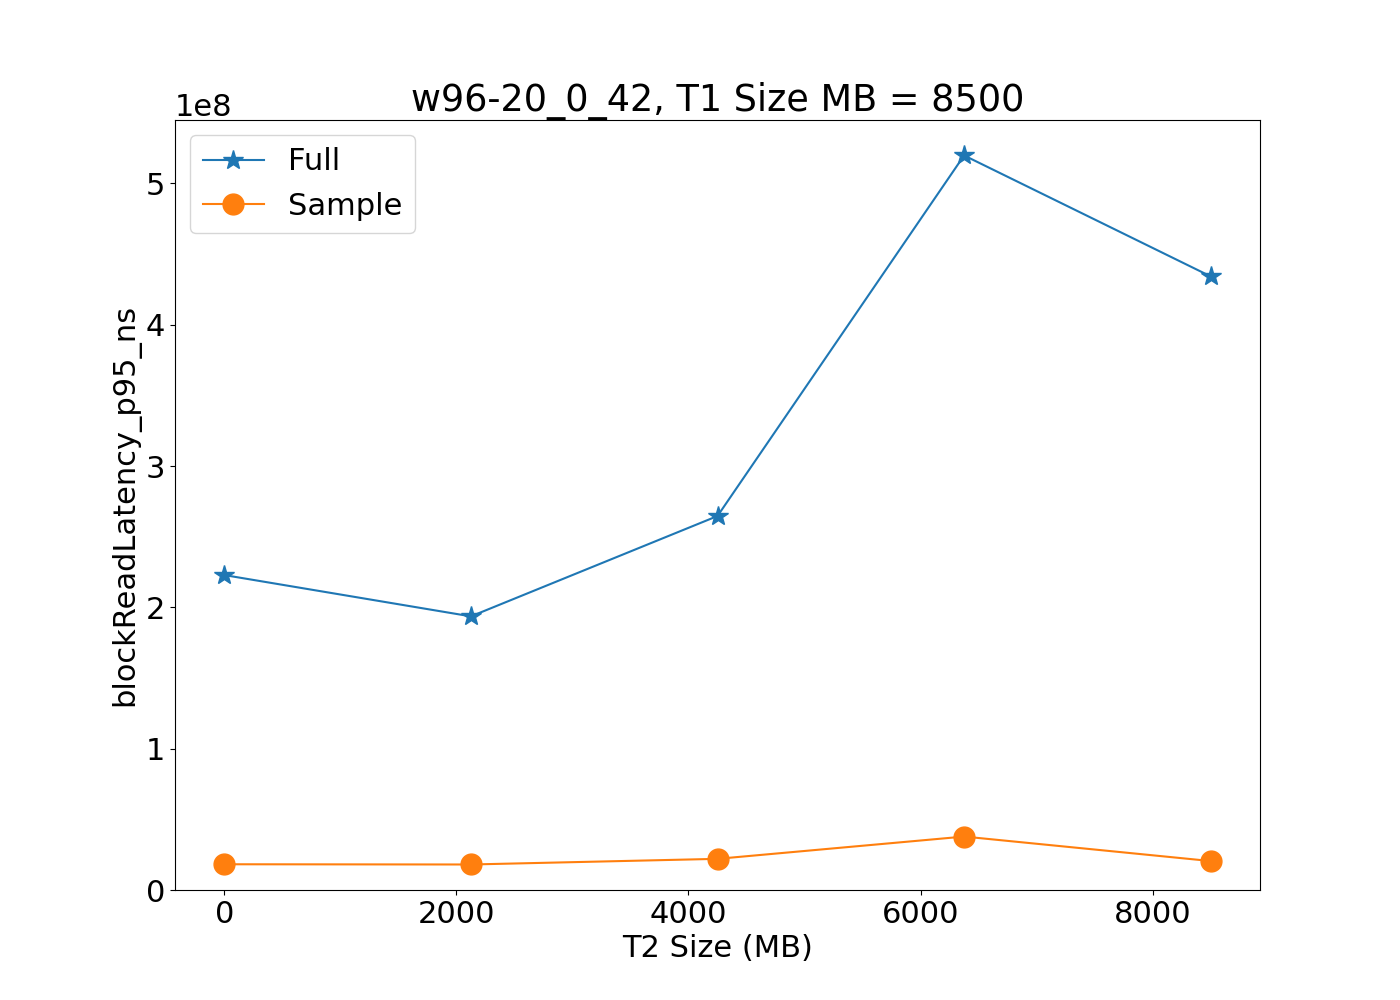 w96-20_0_42, T1 Size MB = 8500
1e8
Full
Sample
5
4
3
2
1
0
blockReadLatency_p95_ns
0 2000 4000 6000 8000
T2 Size (MB)